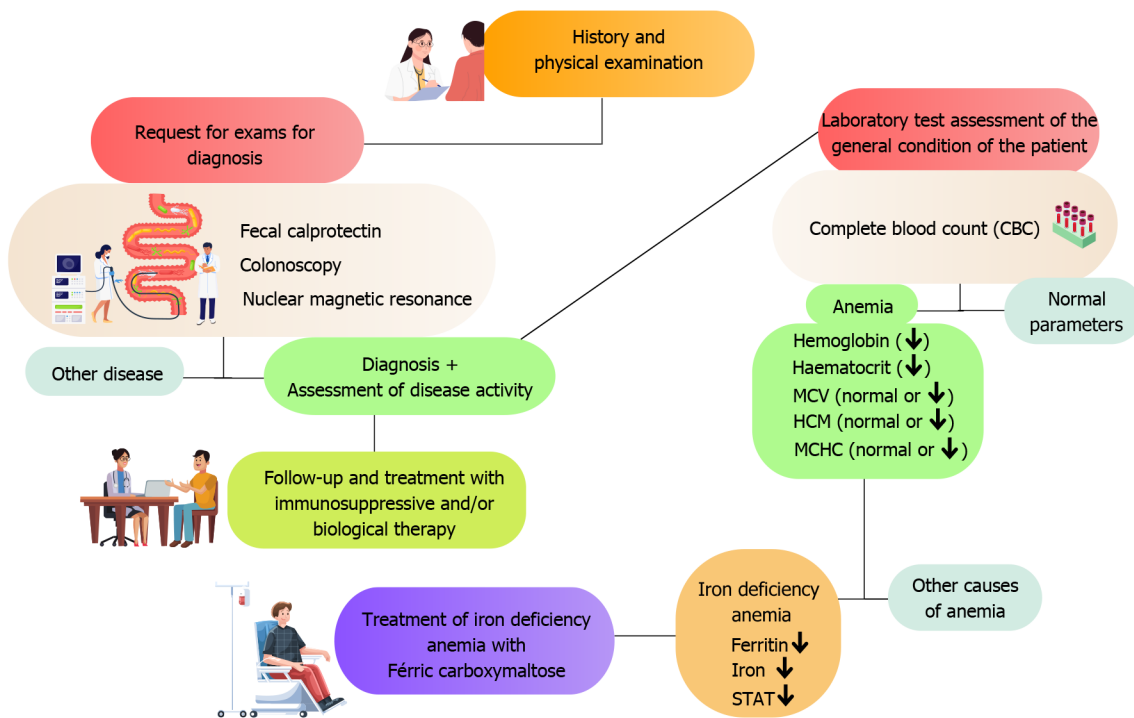 History and
physical examination
Request for exams for
diagnosis
Fecal calprotectin
Colonoscopy
Nuclear magnetic resonance
Other disease
Diagnosis +
Assessment of disease activity
Follow-up and treatment with
immunosuppressive and/or
biological therapy
Laboratory test assessment of the
general condition of the patient
Complete blood count (CBC)
Anemia
Normal
parameters
Hemoglobin (↓)
Haematocrit (↓)
MCV (normal or ↓)
HCM (normal or ↓)
MCHC (normal or ↓)
Iron deficiency
anemia
Ferritin↓
Iron ↓
STAT↓
Other causes
of anemia
Treatment of iron deficiency
anemia with
Férric carboxymaltose